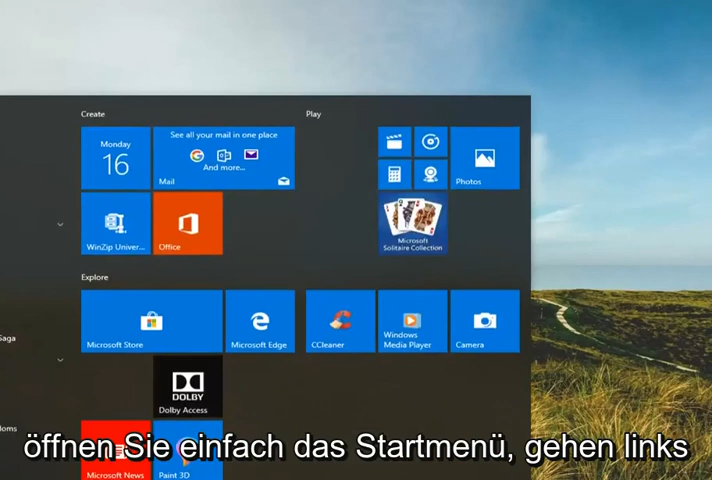 Create
Play
Monday
16
See all your mail in one place
And more...
Mail
Photos
WinZip Univer...
Office
Microsoft
Solitaire Collection
Explore
Microsoft Store
Microsoft Edge
CCleaner
Windows
Media Player
Camera
Saga
DOLBY
Dolby Access
oms
öffnen Sie einfach das Startmenü, gehen links
Microsoft News
Paint 3D